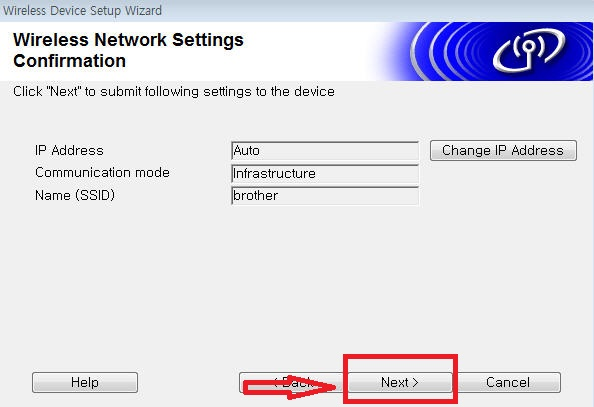 Wireless Device Setup Wizard
Wireless Network Settings
Confirmation
Click "Next" to submit following settings to the device
IP Address Auto Change IP Address
Communication mode Infrastructure
Name (SSID) brother
Help < Back Next > Cancel